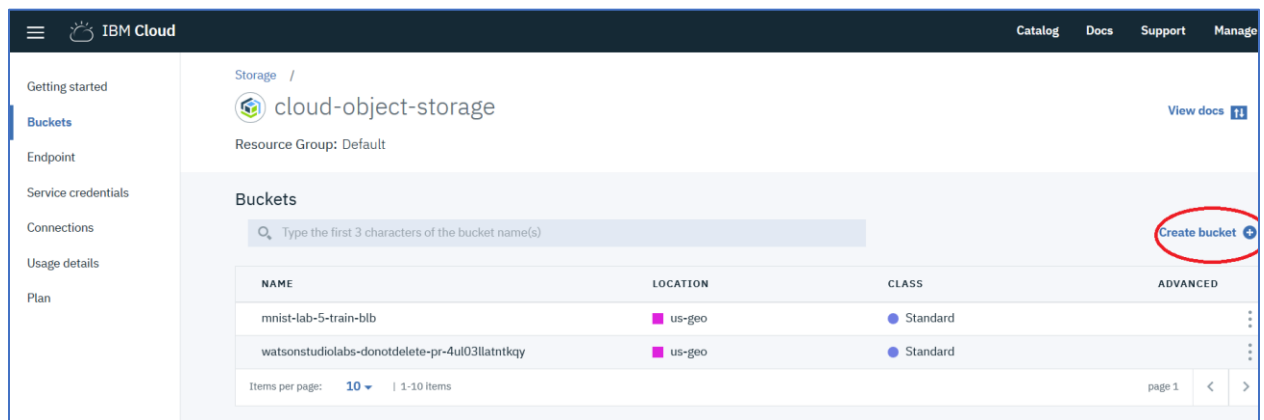 IBM Cloud
Catalog Docs Support Manage
Getting started
Buckets
Endpoint
Service credentials
Connections
Usage details
Plan
Storage /
cloud-object-storage
View docs
Resource Group: Default
Buckets
Type the first 3 characters of the bucket name(s)
Create bucket
NAME LOCATION CLASS ADVANCED
mnist-lab-5-train-blb us-geo Standard
watsonstudiolabs-donotdelete-pr-4ul03llatntkqy us-geo Standard
Items per page: 10 | 1-10 items page 1